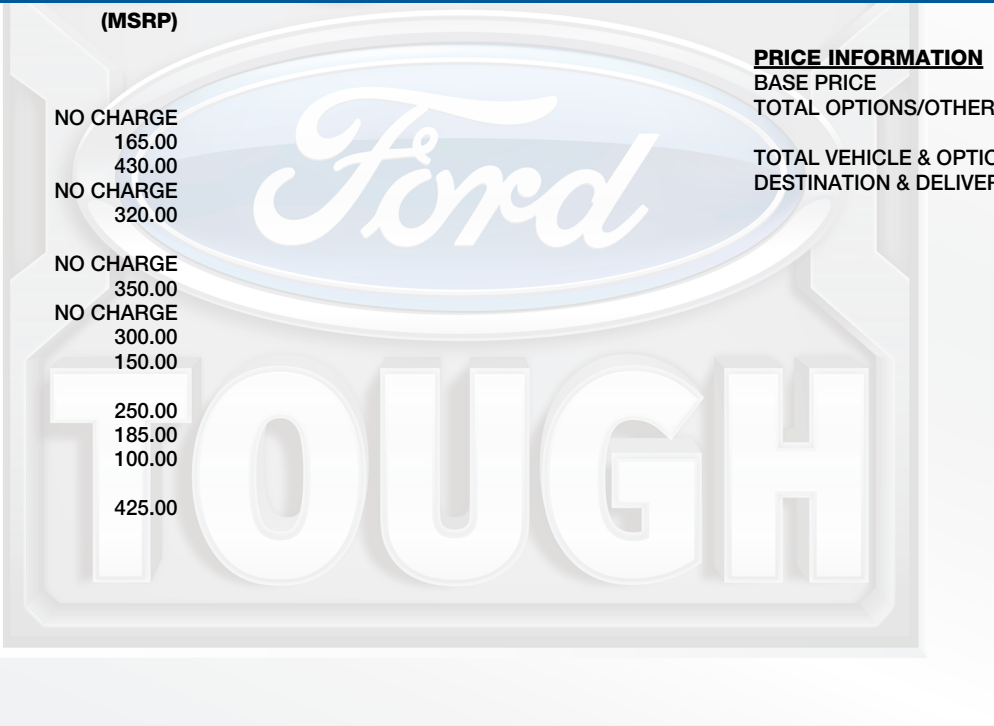 (MSRP)
NO CHARGE
165.00
430.00
NO CHARGE
320.00
NO CHARGE
350.00
NO CHARGE
300.00
150.00
250.00
185.00
100.00
425.00
PRICE INFORMATION
BASE PRICE
TOTAL OPTIONS/OTHER
TOTAL VEHICLE & OPTIO
DESTINATION & DELIVER
Ford
TOUGH